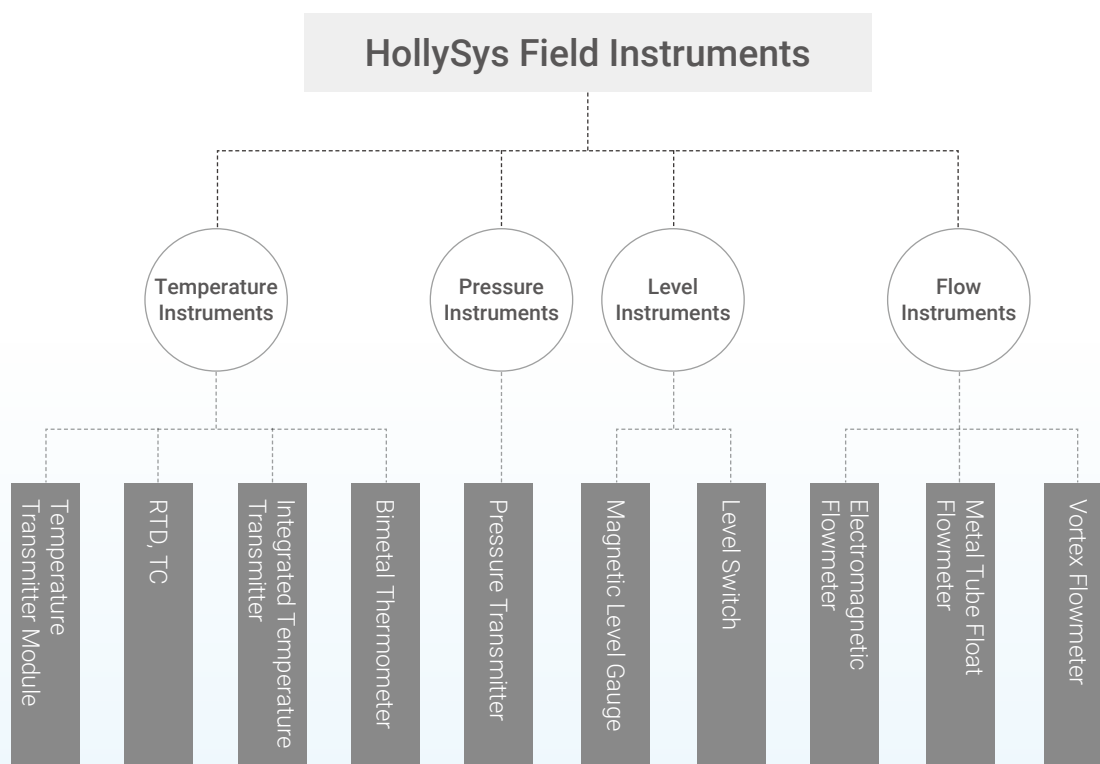 HollySys Field Instruments
Temperature
Instruments
Pressure
Instruments
Level
Instruments
Flow
Instruments
Temperature
Transmitter Module
RTD, TC
Integrated Temperature
Transmitter
Bimetal Thermometer
Pressure Transmitter
Magnetic Level Gauge
Level Switch
Electromagnetic
Flowmeter
Metal Tube Float
Flowmeter
Vortex Flowmeter